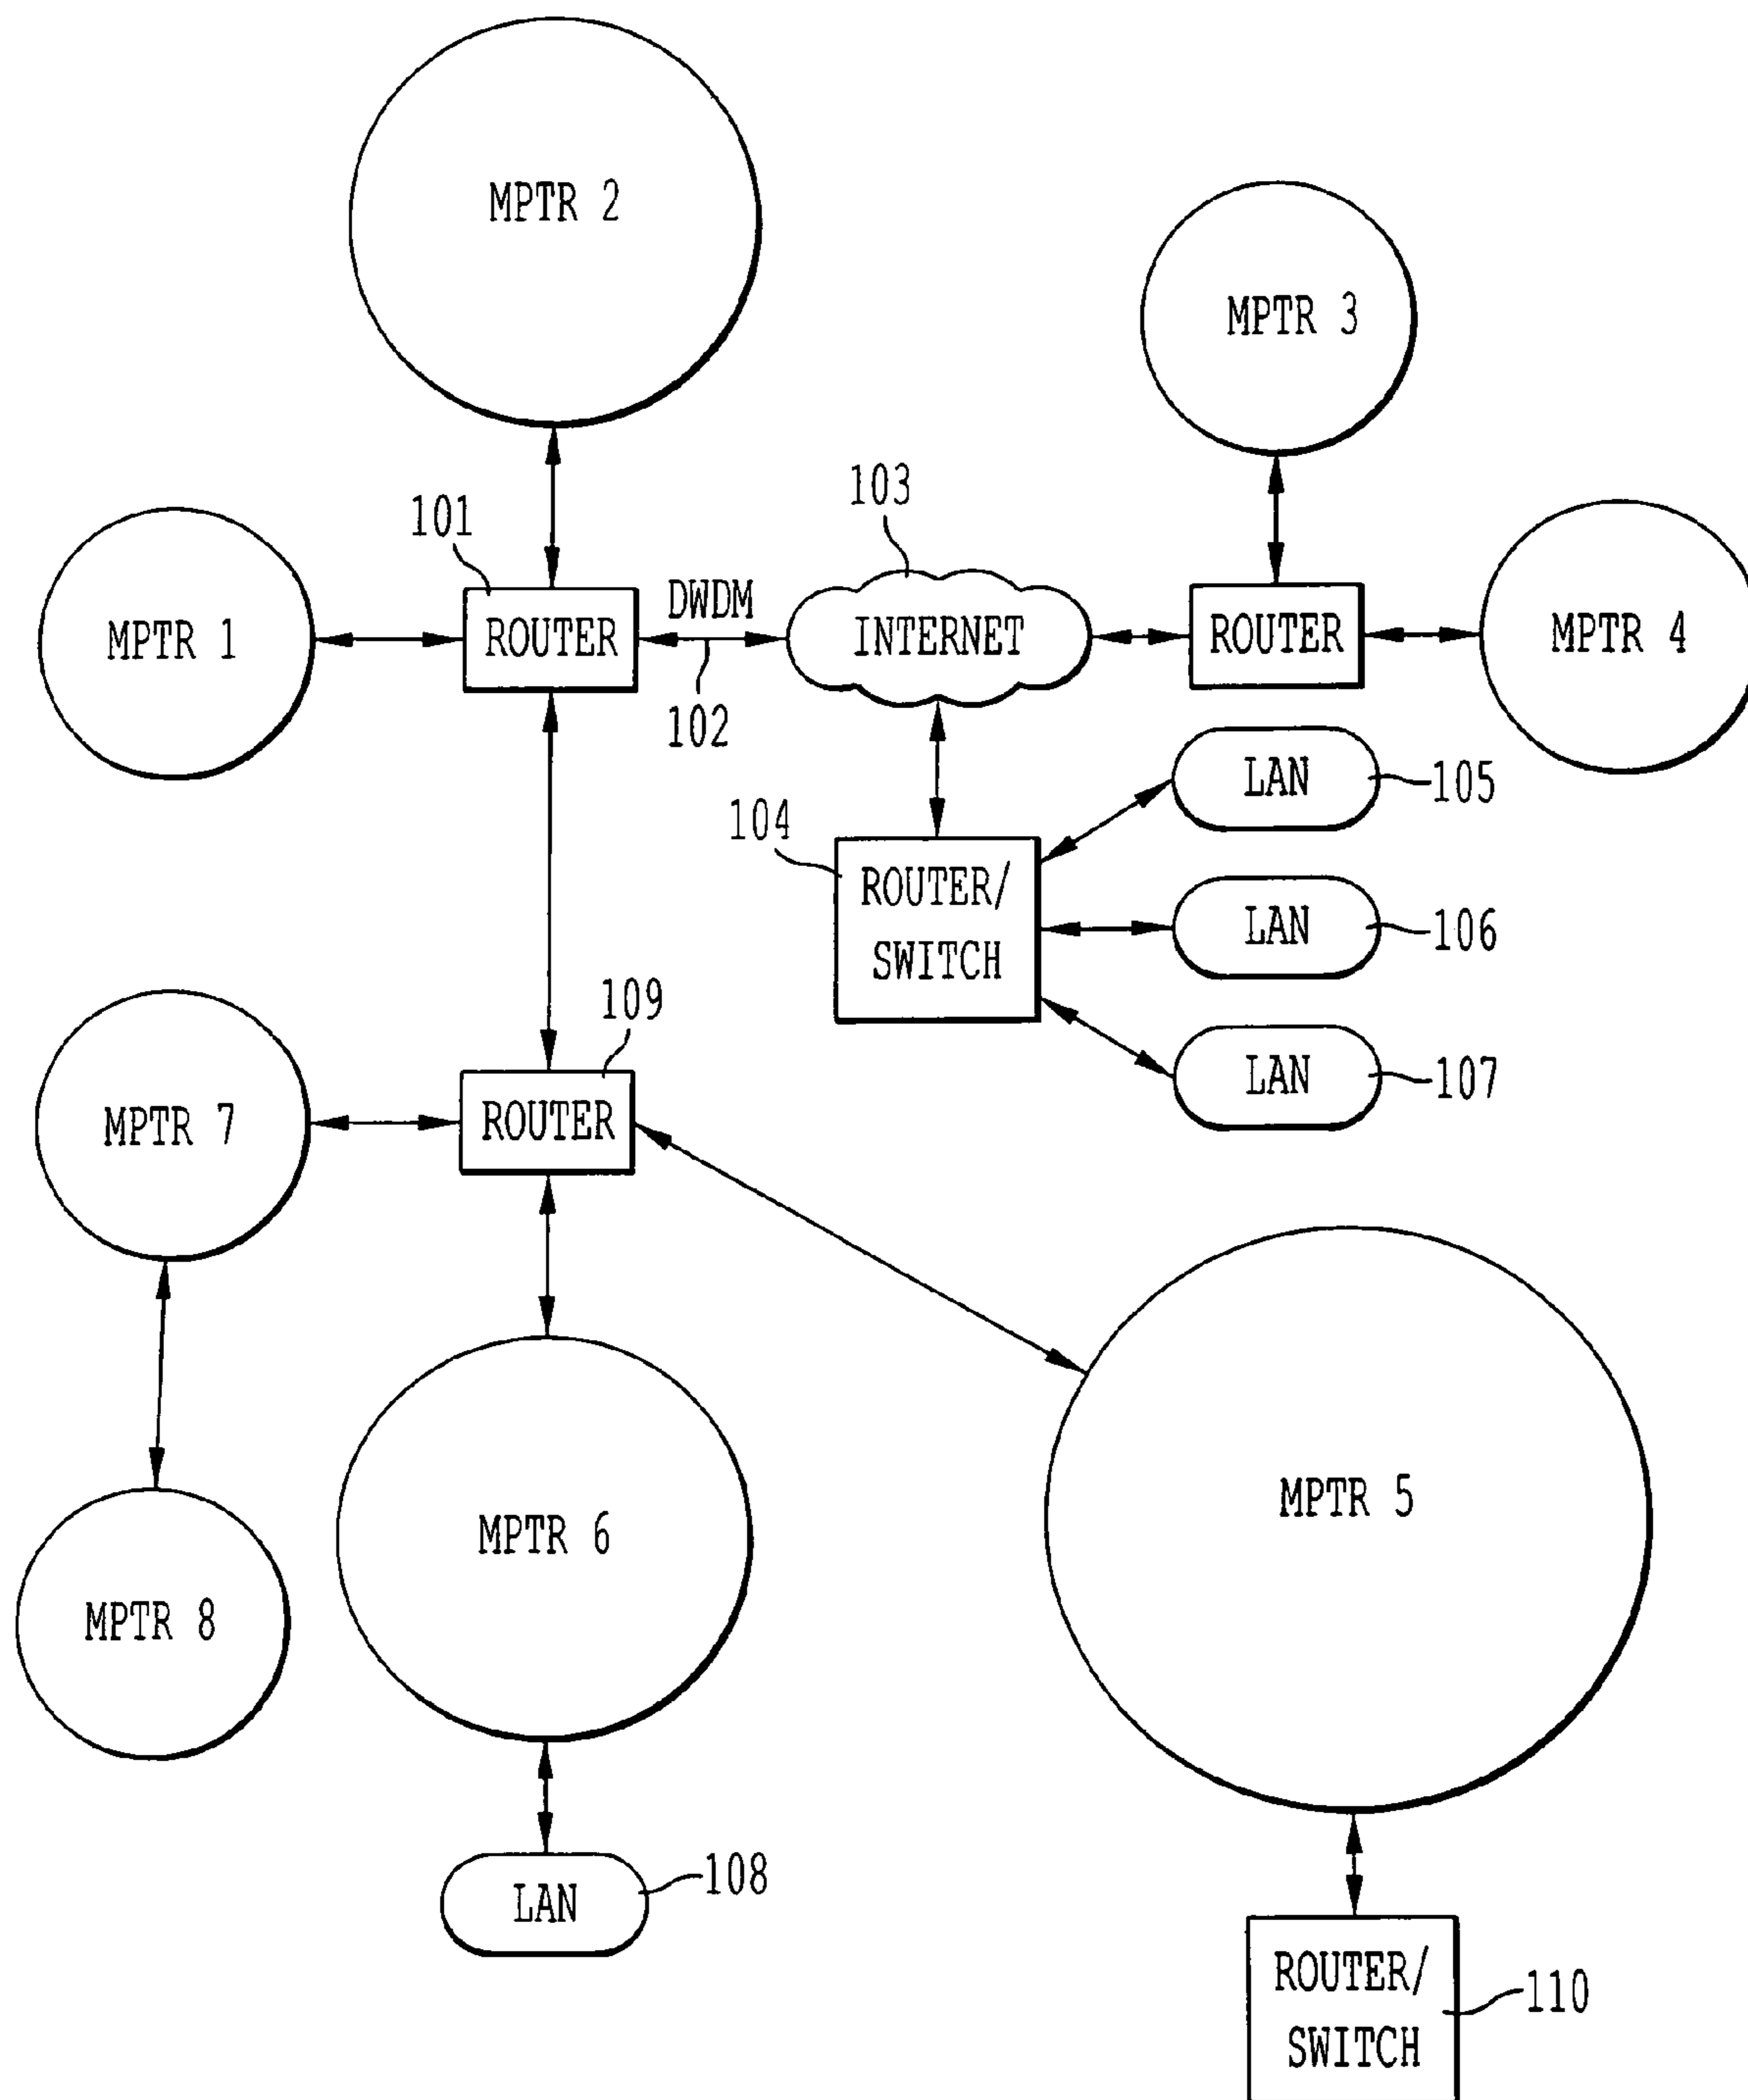 MPTR 2
MPTR 3
103
101
DWDM
MPTR 1
ROUTER
INTERNET
ROUTER
MPTR 4
102
LAN
105
104
ROUTER/
SWITCH
LAN
106
109
LAN
107
MPTR 7
ROUTER
MPTR 5
MPTR 6
MPTR 8
108
LAN
ROUTER/
SWITCH
110